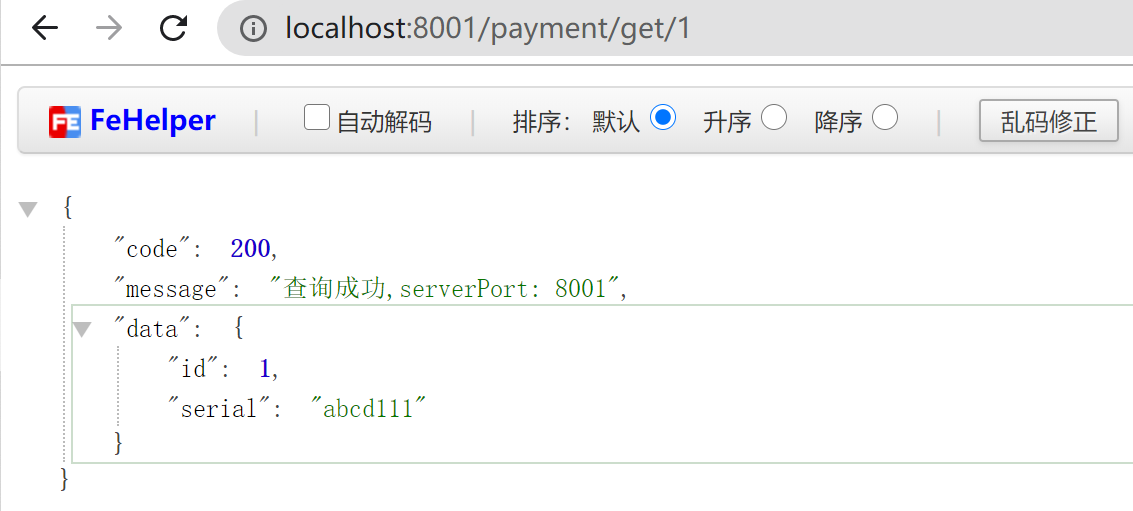 localhost:8001/payment/get/1
FeHelper | 自动解码 | 排序: 默认 升序 降序 | 乱码修正
{
"code": 200,
"message": "查询成功,serverPort: 8001",
"data": {
"id": 1,
"serial": "abcd111"
}
}